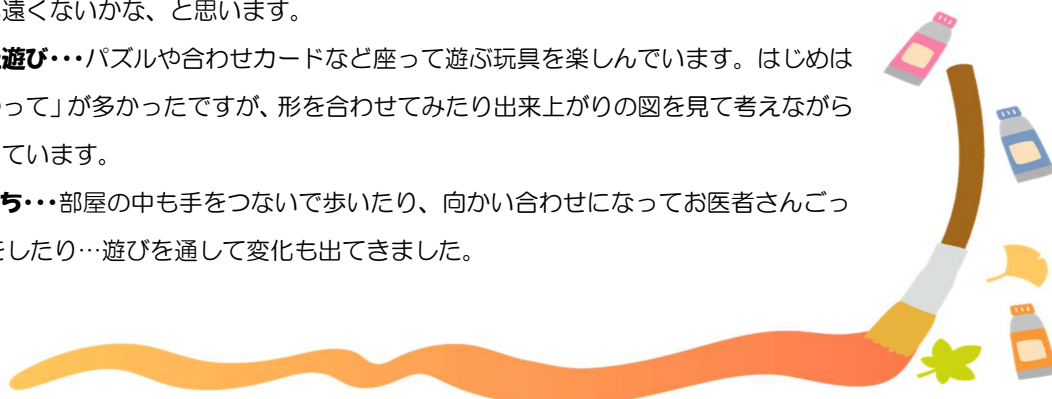 遠くないかな、と思います。
遊び・・・パズルや合わせカードなど座って遊ぶ玩具を楽しんでいます。はじめは
って」が多かったですが、形を合わせてみたり出来上がりの図を見て考えながら
ています。
ち・・・部屋の中も手をつないで歩いたり、向かい合わせになってお医者さんごっ
をしたり…遊びを通して変化も出てきました。